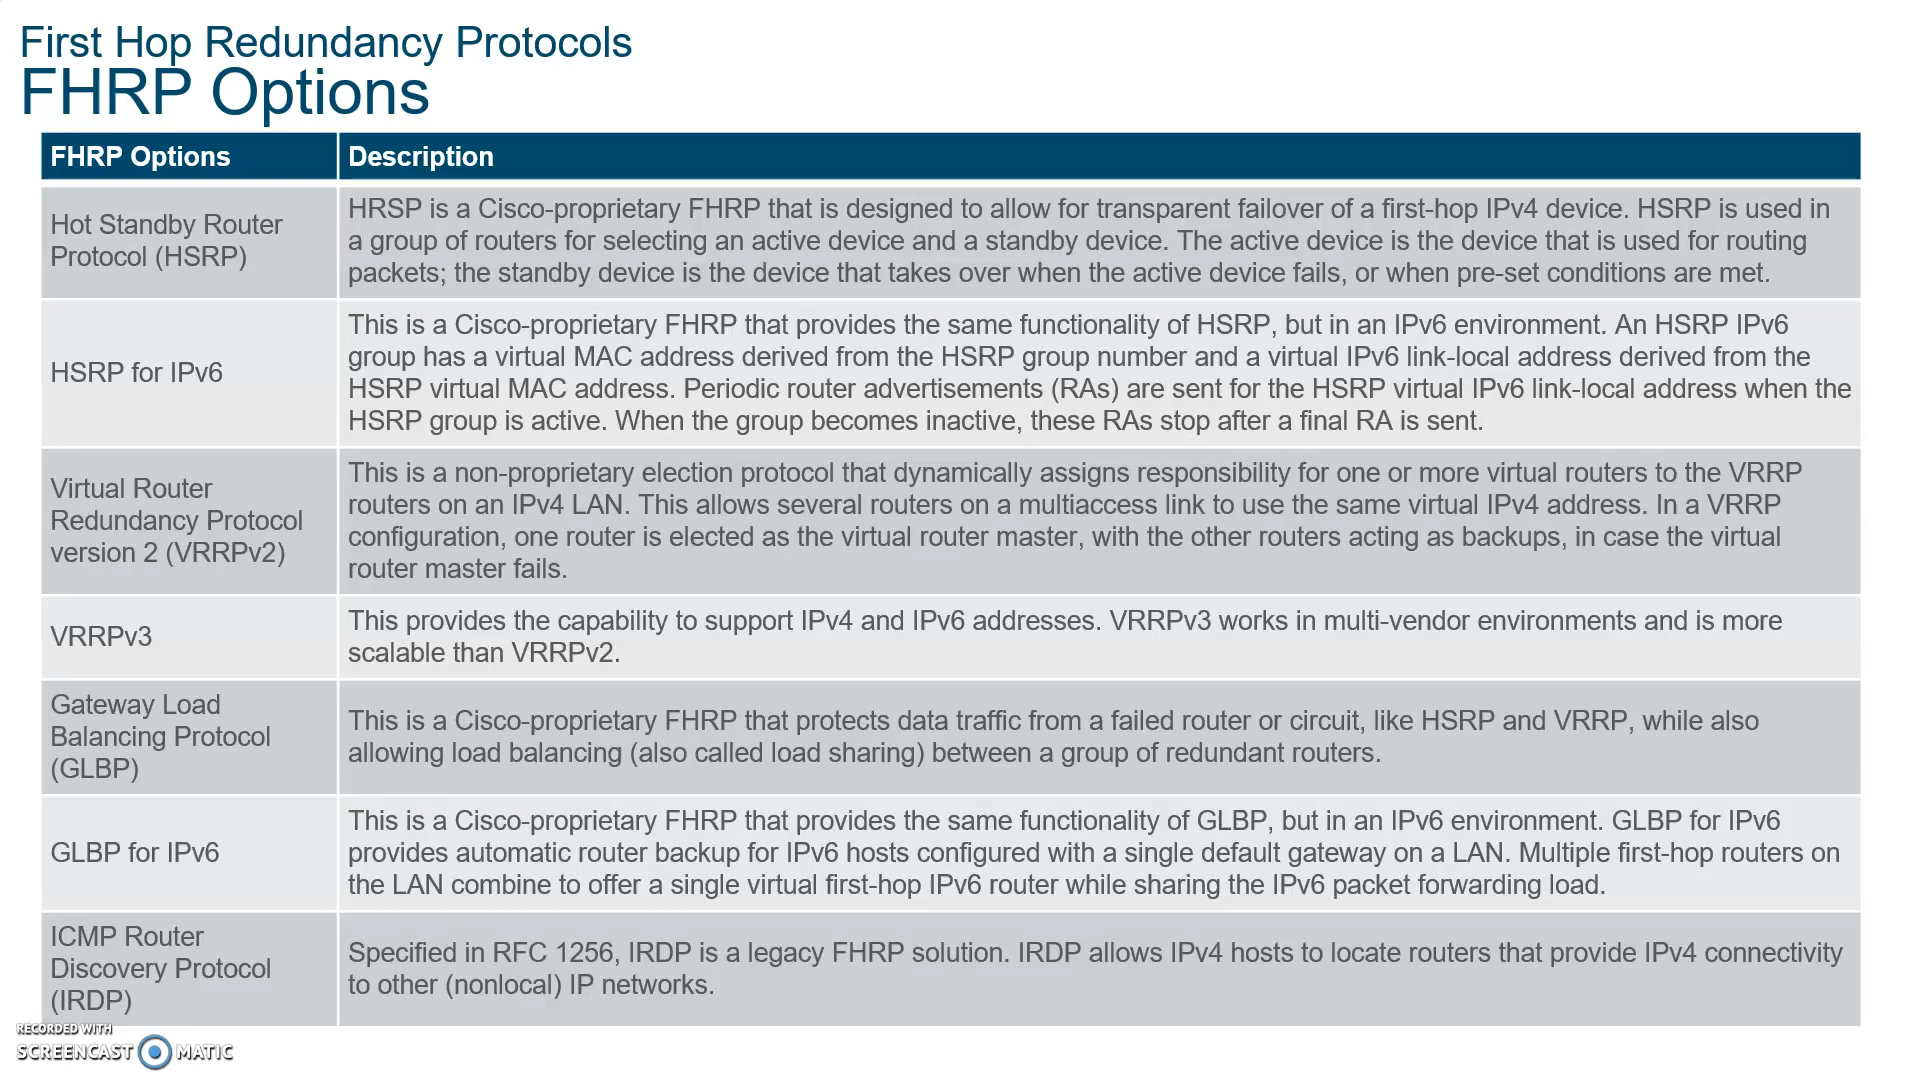 First Hop Redundancy Protocols
FHRP Options
FHRP Options
Description
Hot Standby Router
Protocol (HSRP)
HRSP is a Cisco-proprietary FHRP that is designed to allow for transparent failover of a first-hop IPv4 device. HSRP is used in
a group of routers for selecting an active device and a standby device. The active device is the device that is used for routing
packets; the standby device is the device that takes over when the active device fails, or when pre-set conditions are met.
HSRP for IPv6
This is a Cisco-proprietary FHRP that provides the same functionality of HSRP, but in an IPv6 environment. An HSRP IPv6
group has a virtual MAC address derived from the HSRP group number and a virtual IPv6 link-local address derived from the
HSRP virtual MAC address. Periodic router advertisements (RAs) are sent for the HSRP virtual IPv6 link-local address when the
HSRP group is active. When the group becomes inactive, these RAs stop after a final RA is sent.
Virtual Router
Redundancy Protocol
version 2 (VRRPv2)
This is a non-proprietary election protocol that dynamically assigns responsibility for one or more virtual routers to the VRRP
routers on an IPv4 LAN. This allows several routers on a multiaccess link to use the same virtual IPv4 address. In a VRRP
configuration, one router is elected as the virtual router master, with the other routers acting as backups, in case the virtual
router master fails.
VRRPv3
This provides the capability to support IPv4 and IPv6 addresses. VRRPv3 works in multi-vendor environments and is more
scalable than VRRPv2.
Gateway Load
Balancing Protocol
(GLBP)
This is a Cisco-proprietary FHRP that protects data traffic from a failed router or circuit, like HSRP and VRRP, while also
allowing load balancing (also called load sharing) between a group of redundant routers.
GLBP for IPv6
This is a Cisco-proprietary FHRP that provides the same functionality of GLBP, but in an IPv6 environment. GLBP for IPv6
provides automatic router backup for IPv6 hosts configured with a single default gateway on a LAN. Multiple first-hop routers on
the LAN combine to offer a single virtual first-hop IPv6 router while sharing the IPv6 packet forwarding load.
ICMP Router
Discovery Protocol
(IRDP)
Specified in RFC 1256, IRDP is a legacy FHRP solution. IRDP allows IPv4 hosts to locate routers that provide IPv4 connectivity
to other (nonlocal) IP networks.
RECORDED WITH
SCREENCAST MATIC